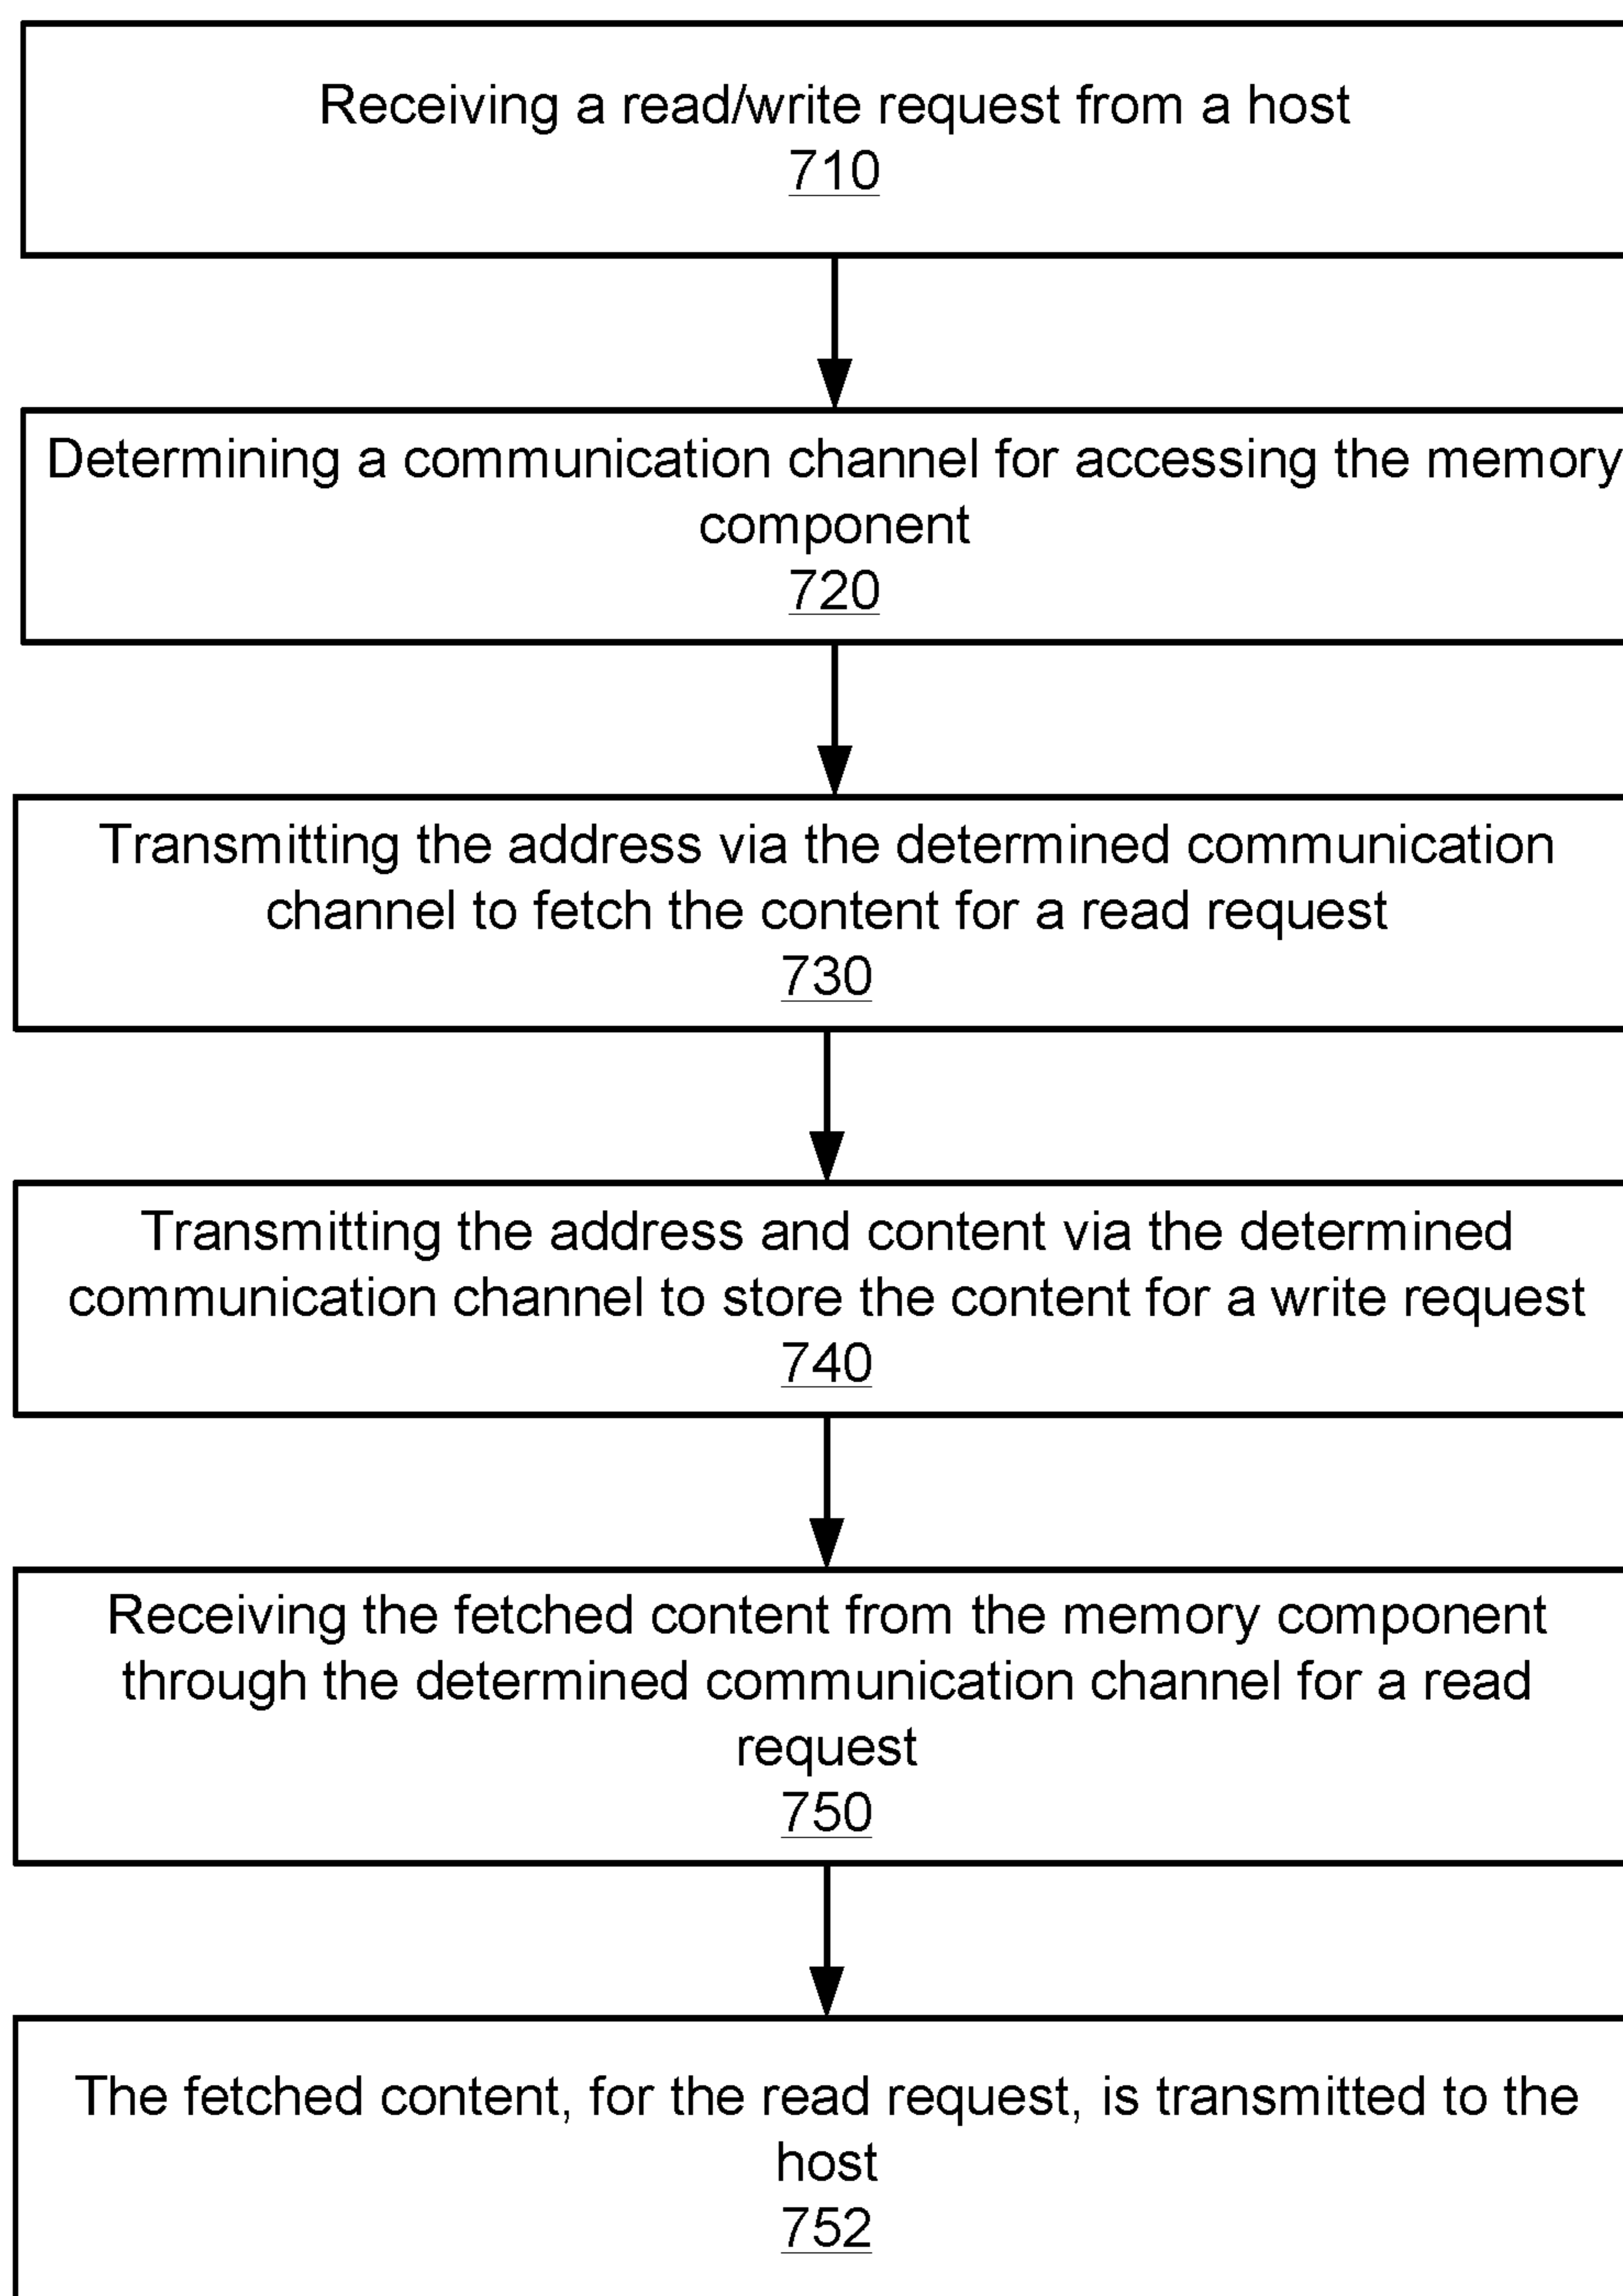 Receiving a read/write request from a host
710
Determining a communication channel for accessing the memory
component
720
Transmitting the address via the determined communication
channel to fetch the content for a read request
730
Transmitting the address and content via the determined
communication channel to store the content for a write request
740
Receiving the fetched content from the memory component
through the determined communication channel for a read
request
750
The fetched content, for the read request, is transmitted to the
host
752